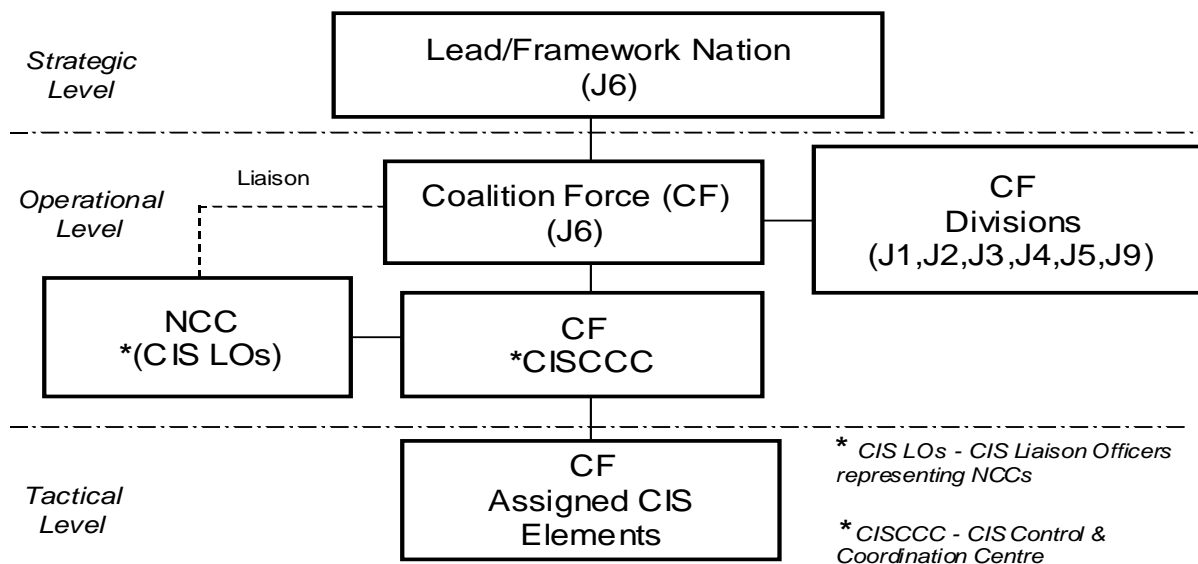 Strategic
Level
Lead/Framework Nation
(J6)
Operational
Level
Liaison
Coalition Force (CF)
(J6)
CF
Divisions
(J1,J2,J3,J4,J5,J9)
NCC
*(CIS LOs)
CF
*CISCCC
Tactical
Level
CF
Assigned CIS
Elements
* CIS LOs - CIS Liaison Officers
representing NCCs
* CISCCC - CIS Control &
Coordination Centre